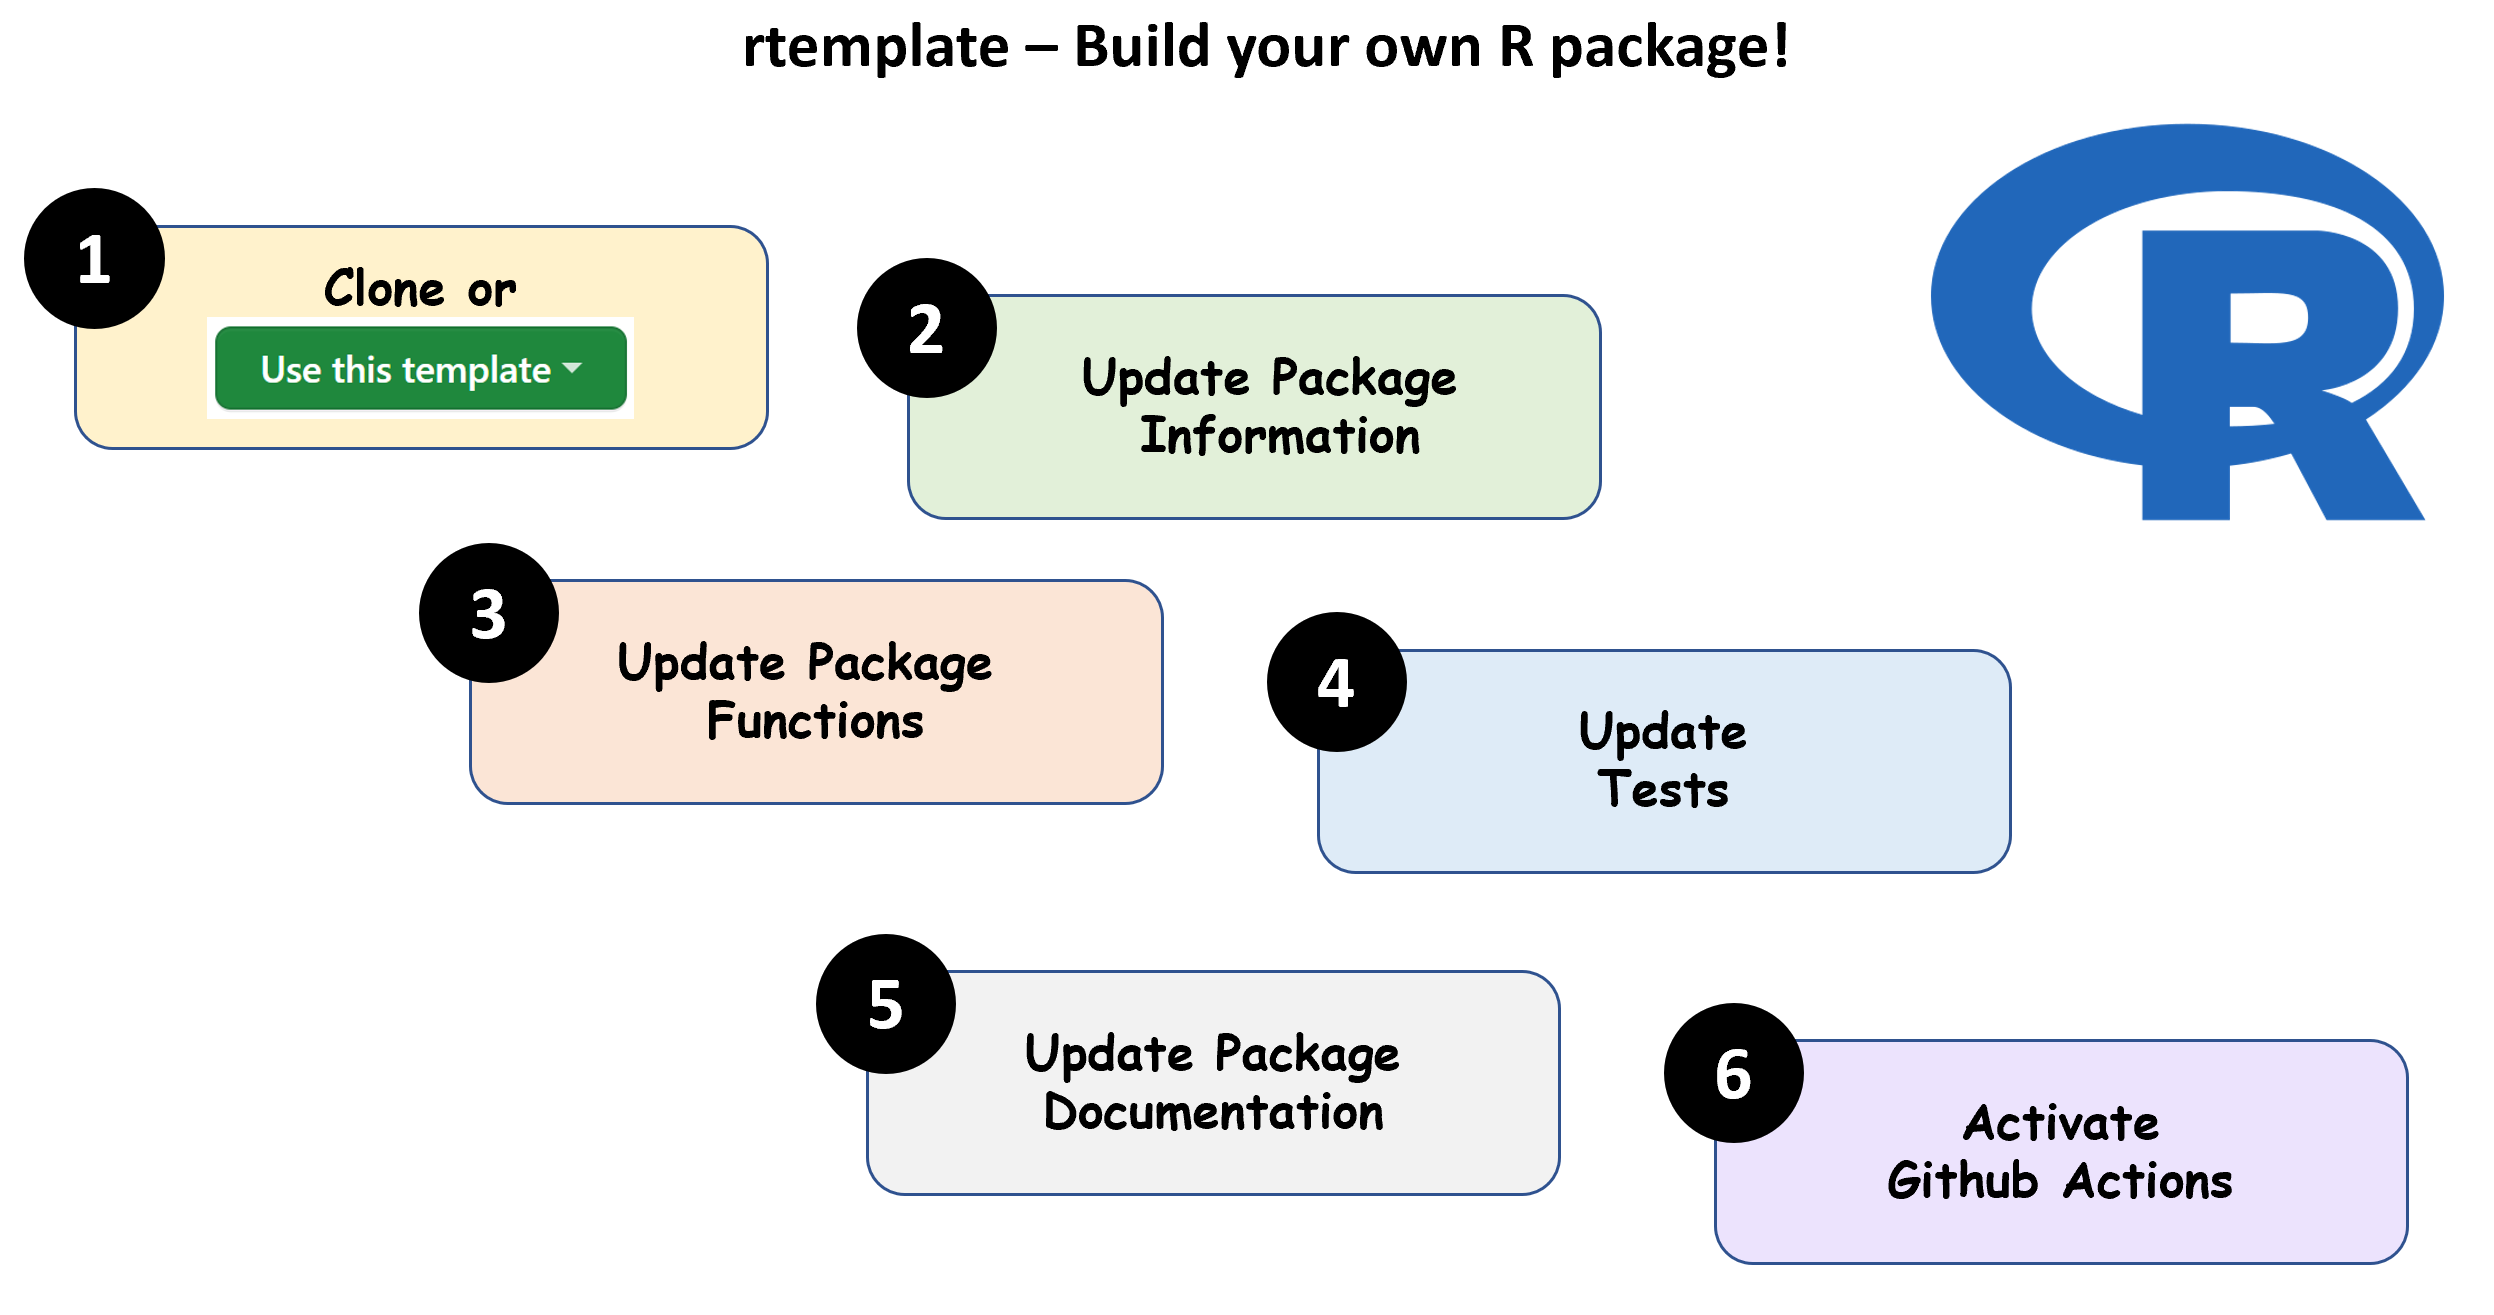 rtemplate – Build your own R package!
1
Clone or
Use this template
2
Update Package
Information
3
Update Package
Functions
4
Update
Tests
5
Update Package
Documentation
6
Activate
Github Actions
R